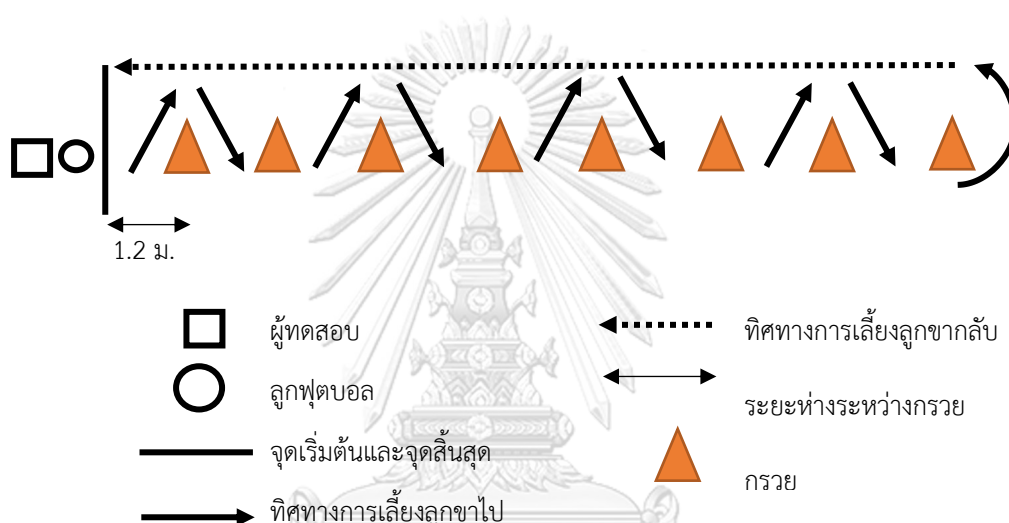 1.2 ม.
ผู้ทดสอบ
ทิศทางการเลี้ยงลูกขากลับ
ลูกฟุตบอล
ระยะห่างระหว่างกรวย
จุดเริ่มต้นและจุดสิ้นสุด
กรวย
ทิศทางการเลี้ยงลูกขาไป